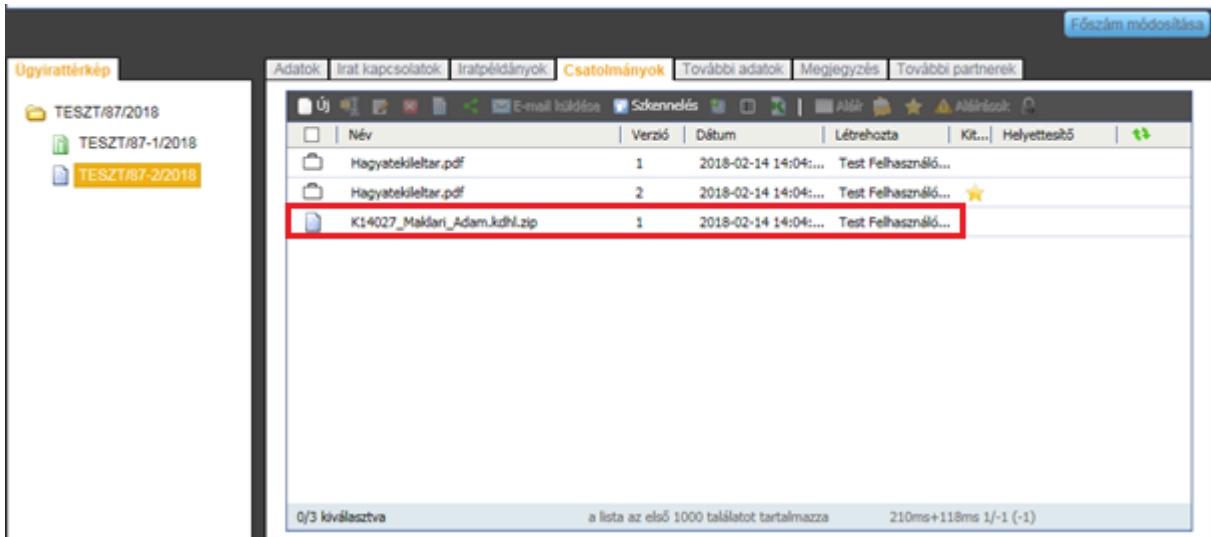 Főszám módosítása
Ügyirattérkép
Adatok Irat kapcsolatok Iratpéldányok Csatolmányok További adatok Megjegyzés További partnerek
TESZT/87/2018
TESZT/87-1/2018
TESZT/87-2/2018
Új E-mail küldése Szkennelés Aláír Aláírások
Név Verzió Dátum Létrehozta Kit... Helyettesítő
Hagyatekileltar.pdf 1 2018-02-14 14:04:... Test Felhasználó...
Hagyatekileltar.pdf 2 2018-02-14 14:04:... Test Felhasználó...
K14027_Maklari_Adam.kdhl.zip 1 2018-02-14 14:04:... Test Felhasználó...
0/3 kiválasztva a lista az első 1000 találatot tartalmazza 210ms+118ms 1/-1 (-1)